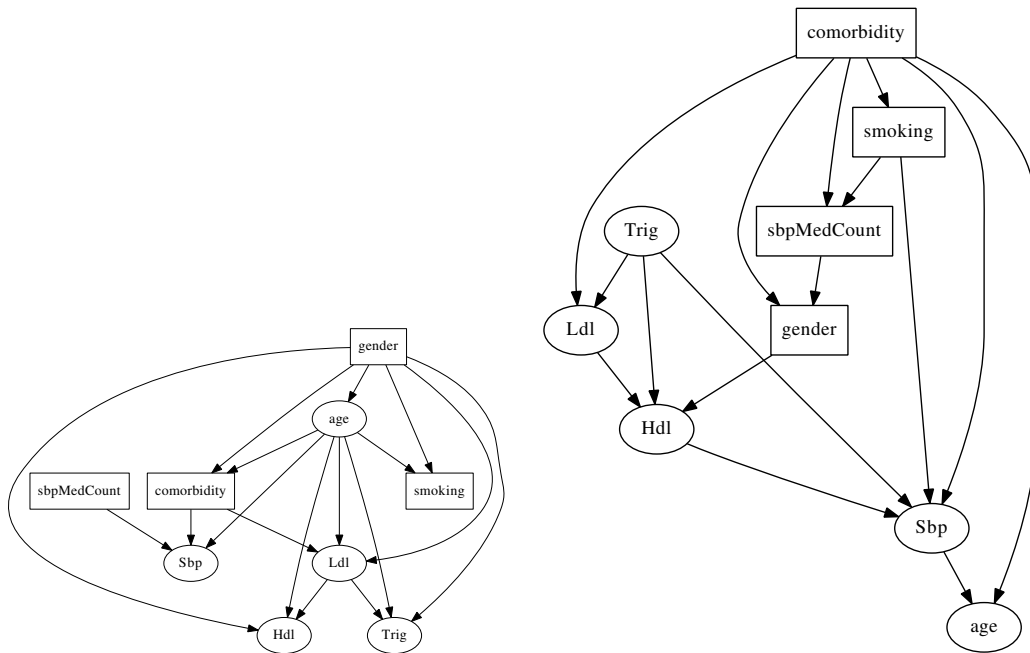 gender
age
sbpMedCount
comorbidity
smoking
Sbp
Ldl
Hdl
Trig
comorbidity
smoking
Trig
sbpMedCount
Ldl
gender
Hdl
Sbp
age